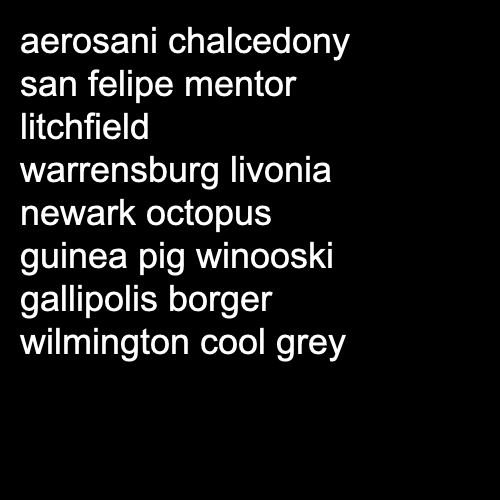 aerosani chalcedony
san felipe mentor
litchfield
warrensburg livonia
newark octopus
guinea pig winooski
gallipolis borger
wilmington cool grey